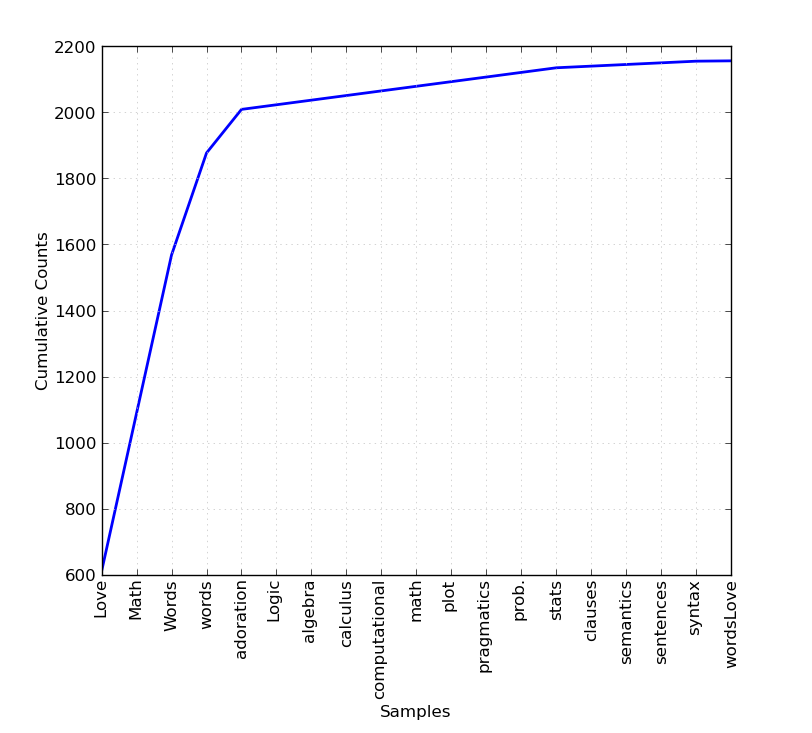 2200
2000
1800
1600
1400
1200
1000
800
600
Cumulative Counts
Love
Math
Words
words
adoration
Logic
algebra
calculus
computational
math
plot
pragmatics
prob.
stats
clauses
semantics
sentences
syntax
wordsLove
Samples